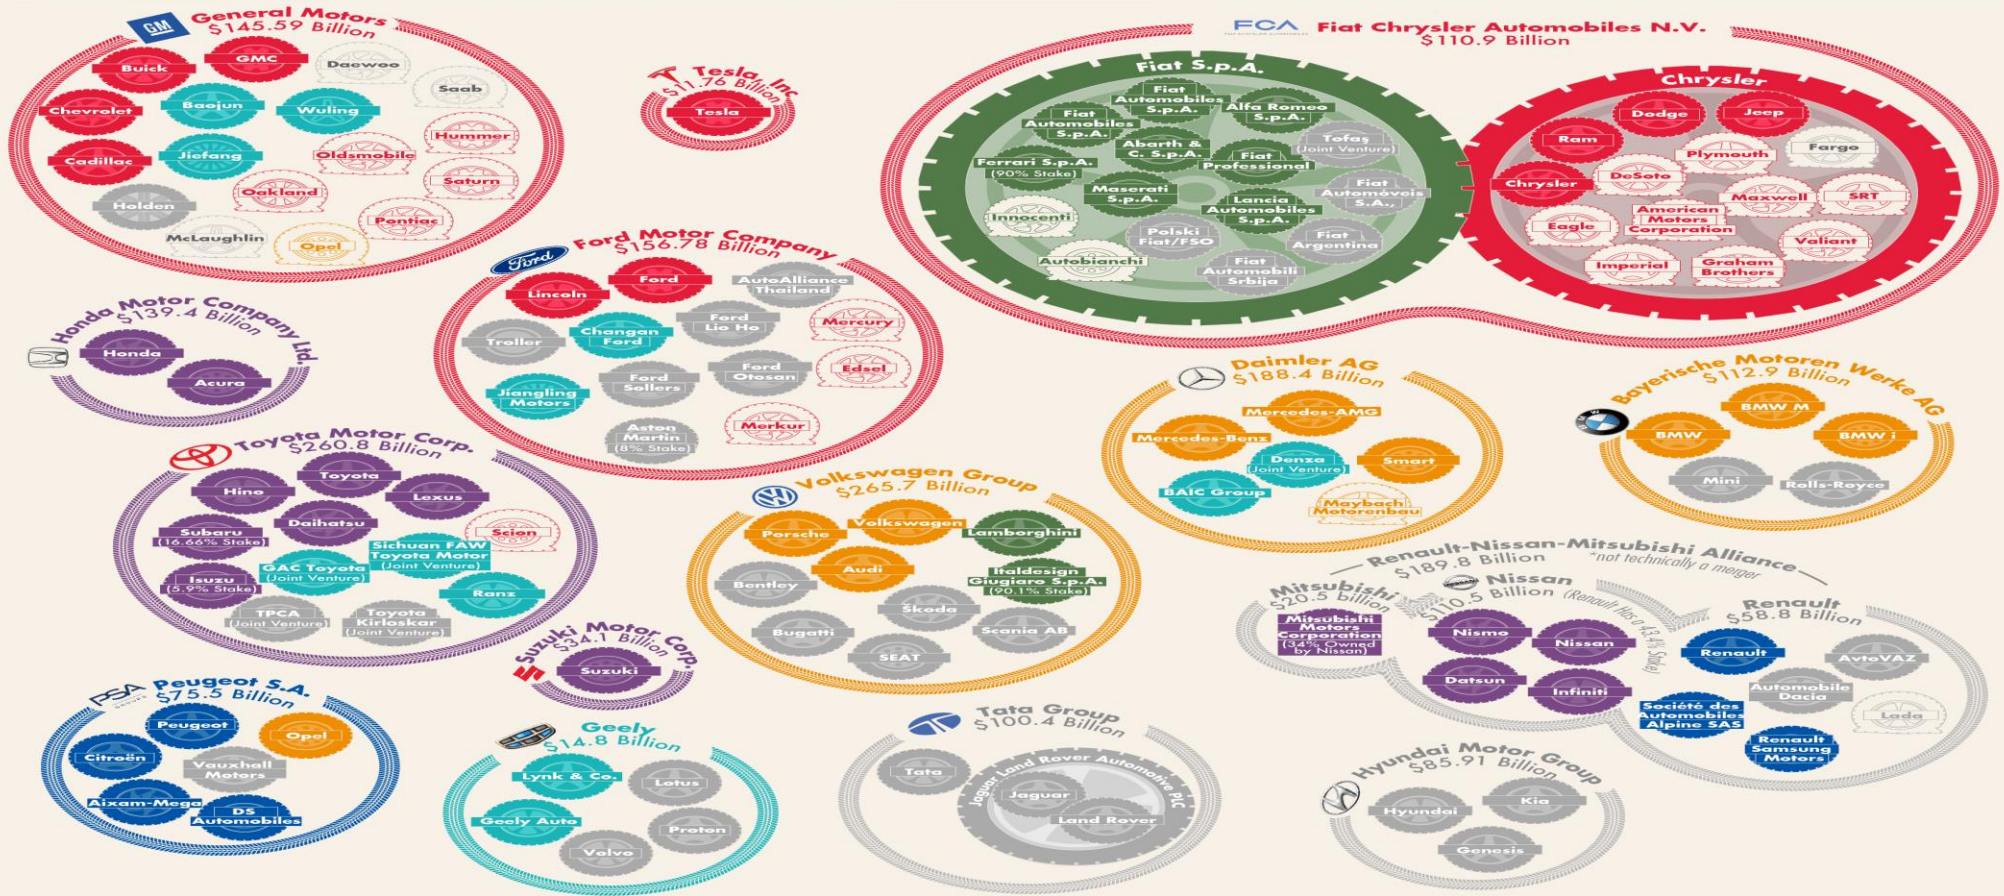 GM
General Motors
$145.59 Billion
Buick
GMC
Daewoo
Saab
Chevrolet
Baojun
Wuling
Hummer
Cadillac
Jiefang
Oldsmobile
Saturn
Holden
Oakland
Pontiac
McLaughlin
Opel
Tesla, Inc
$11.76 Billion
Tesla
FCA
Fiat Chrysler Automobiles N.V.
$110.9 Billion
Fiat S.p.A.
Fiat
Automobiles
S.p.A.
Fiat
Automobiles
S.p.A.
Alfa Romeo
S.p.A.
Abarth &
C. S.p.A.
Tofaş
(Joint Venture)
Ferrari S.p.A.
(90% Stake)
Fiat
Professional
Maserati
S.p.A.
Fiat
Automóveis
S.A.,
Lancia
Automobiles
S.p.A.
Innocenti
Polski
Fiat/FSO
Fiat
Argentina
Autobianchi
Fiat
Automobili
Srbija
Chrysler
Dodge
Jeep
Ram
Plymouth
Fargo
Chrysler
DeSoto
Maxwell
SRT
American
Motors
Corporation
Eagle
Valiant
Imperial
Graham
Brothers
Honda Motor Company Ltd.
$139.4 Billion
Honda
Acura
Ford
Ford Motor Company
$156.78 Billion
Lincoln
Ford
AutoAlliance
Thailand
Troller
Changan
Ford
Ford
Lio Ho
Mercury
Jiangling
Motors
Ford
Sollers
Ford
Otosan
Edsel
Aston
Martin
(8% Stake)
Merkur
Daimler AG
$188.4 Billion
Mercedes-AMG
Mercedes-Benz
Denza
(Joint Venture)
Smart
BAIC Group
Maybach
Motorenbau
Bayerische Motoren Werke AG
$112.9 Billion
BMW M
BMW
BMW i
Mini
Rolls-Royce
Toyota Motor Corp.
$260.8 Billion
Hino
Toyota
Lexus
Subaru
(16.66% Stake)
Daihatsu
Scion
Sichuan FAW
Toyota Motor
(Joint Venture)
GAC Toyota
(Joint Venture)
Isuzu
(5.9% Stake)
Ranz
TPCA
(Joint Venture)
Toyota
Kirloskar
(Joint Venture)
Volkswagen Group
$265.7 Billion
Porsche
Volkswagen
Lamborghini
Audi
Bentley
Italdesign
Giugiaro S.p.A.
(90.1% Stake)
Škoda
Bugatti
Scania AB
SEAT
Suzuki Motor Corp.
$34.1 Billion
Suzuki
Renault-Nissan-Mitsubishi Alliance
$189.8 Billion
*not technically a merger
Mitsubishi
$20.5 billion
Mitsubishi
Motors
Corporation
(34% Owned
by Nissan)
Nissan
$110.5 Billion (Renault Has a 43.4% Stake)
Nismo
Nissan
Datsun
Infiniti
Renault
$58.8 Billion
Renault
AvtoVAZ
Automobile
Dacia
Société des
Automobiles
Alpine SAS
Lada
Renault
Samsung
Motors
PSA
Peugeot S.A.
$75.5 Billion
Peugeot
Opel
Citroën
Vauxhall
Motors
Aixam-Mega
DS
Automobiles
Geely
$14.8 Billion
Lynk & Co.
Lotus
Geely Auto
Proton
Volvo
Tata Group
$100.4 Billion
Tata
Jaguar Land Rover Automotive PLC
Jaguar
Land Rover
Hyundai Motor Group
$85.91 Billion
Hyundai
Kia
Genesis